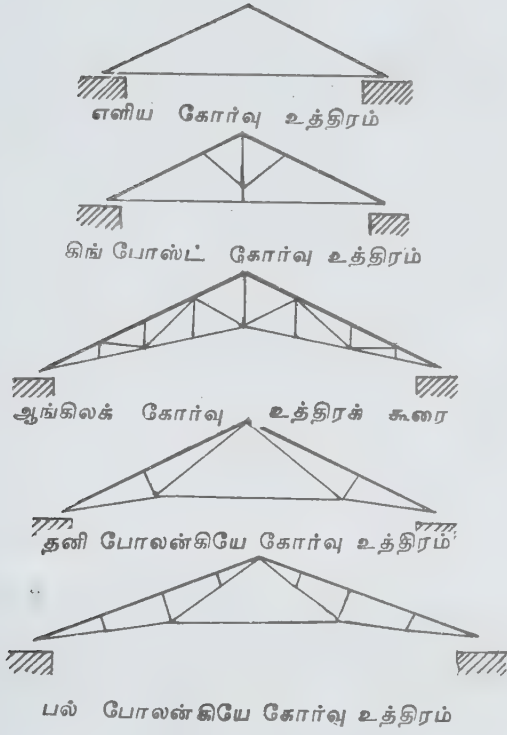 எளிய கோர்வு உத்திரம்
கிங் போஸ்ட் கோர்வு உத்திரம்
ஆங்கிலக் கோர்வு உத்திரக் கூரை
தனி போலன்கியே கோர்வு உத்திரம்
பல் போலன்கியே கோர்வு உத்திரம்